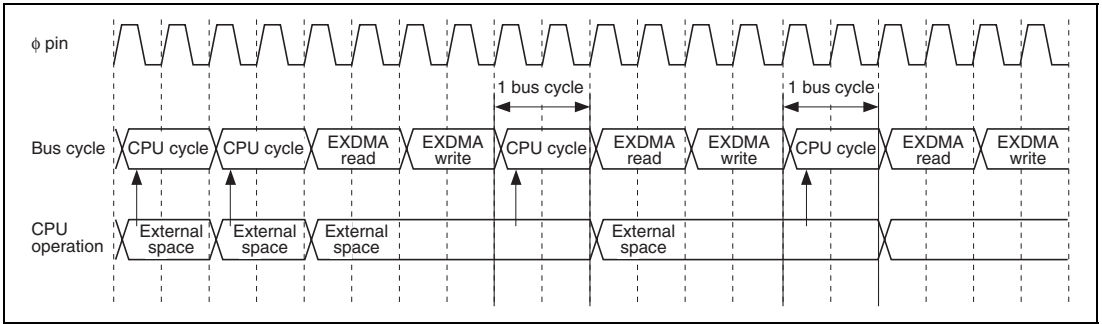 φ pin
1 bus cycle 1 bus cycle
Bus cycle CPU cycle CPU cycle EXDMA read EXDMA write CPU cycle EXDMA read EXDMA write CPU cycle EXDMA read EXDMA write
CPU operation External space External space External space External space